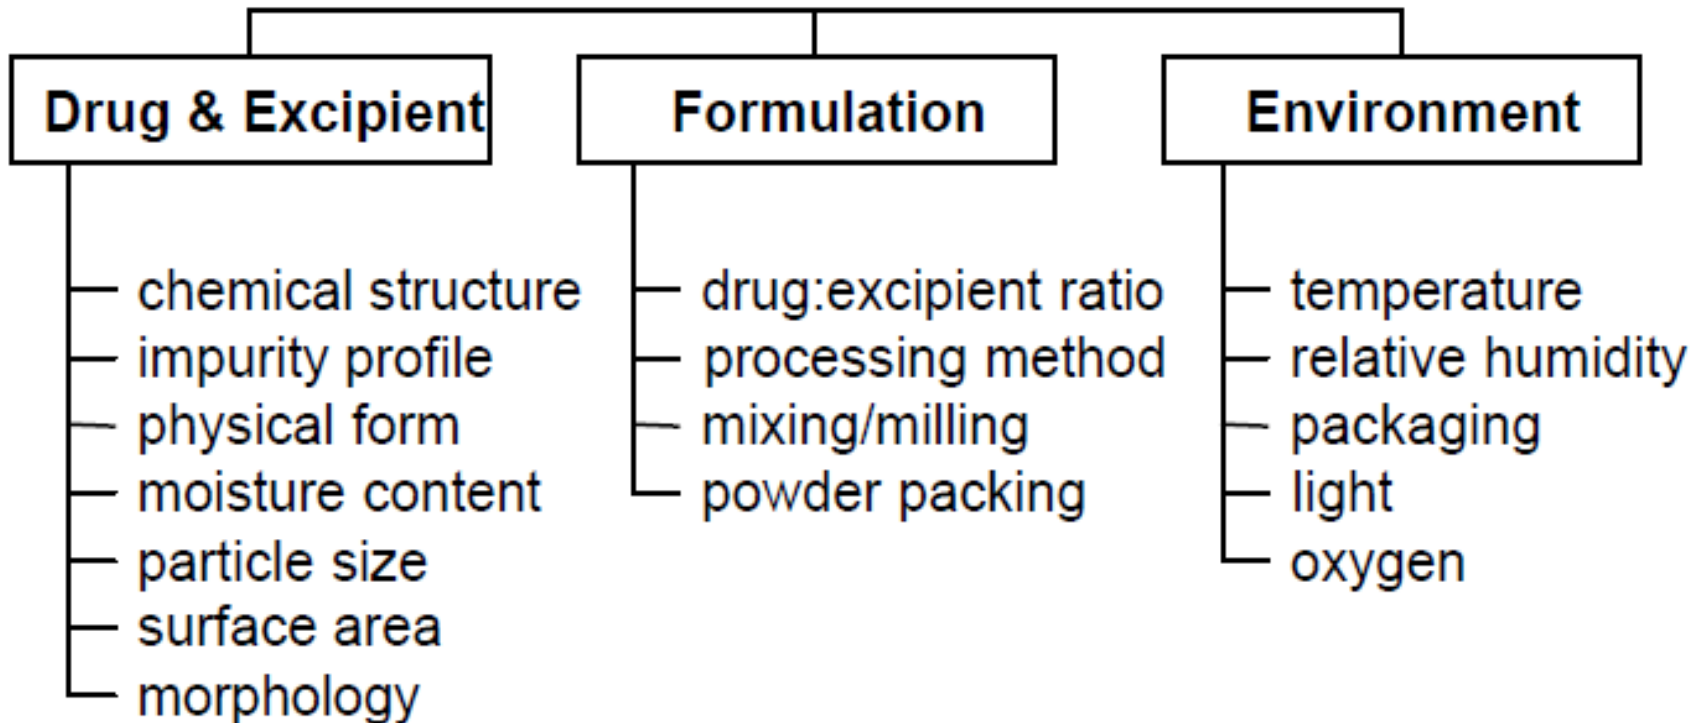 Drug & Excipient
chemical structure
impurity profile
physical form
moisture content
particle size
surface area
morphology
Formulation
drug:excipient ratio
processing method
mixing/milling
powder packing
Environment
temperature
relative humidity
packaging
light
oxygen